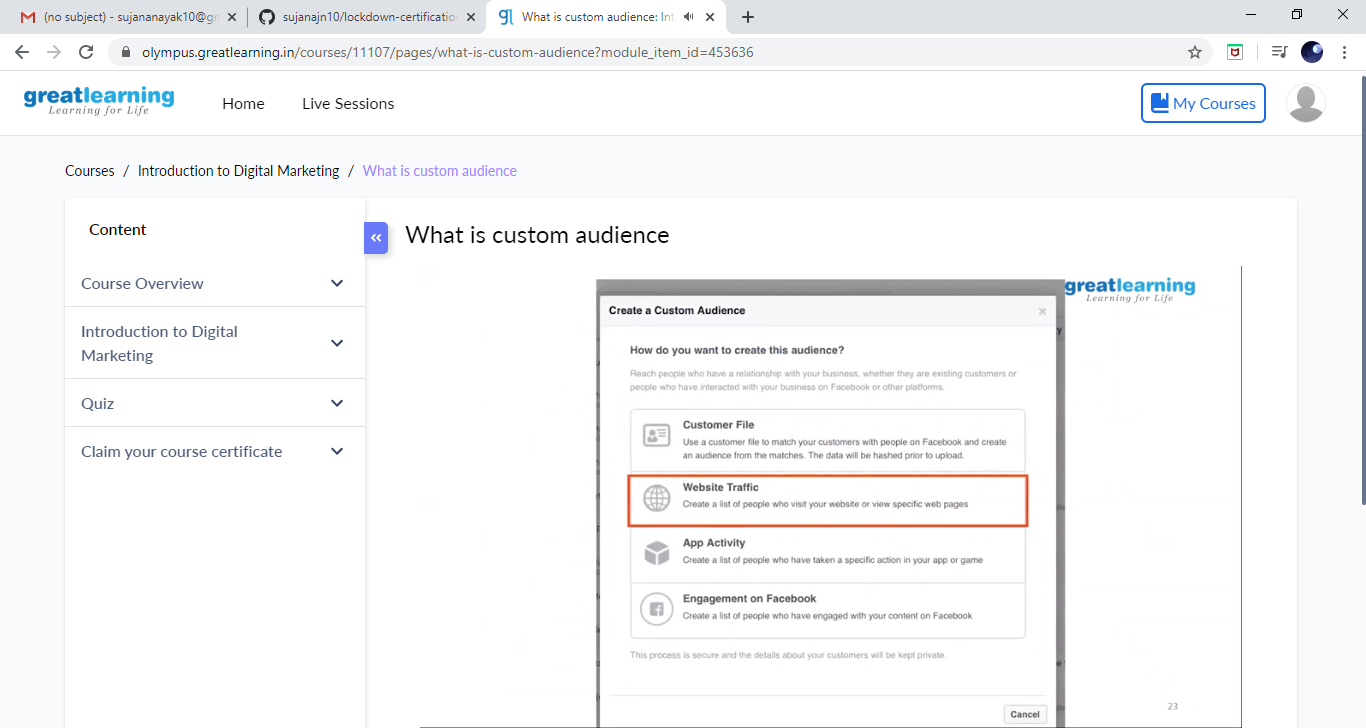 (no subject) - sujananayak10@gm
sujanajn10/lockdown-certification
What is custom audience: Int
olympus.greatlearning.in/courses/11107/pages/what-is-custom-audience?module_item_id=453636
greatlearning
Learning for Life
Home
Live Sessions
My Courses
Courses / Introduction to Digital Marketing / What is custom audience
Content
Course Overview
Introduction to Digital
Marketing
Quiz
Claim your course certificate
What is custom audience
greatlearning
Learning for Life
Create a Custom Audience
How do you want to create this audience?
Reach people who have a relationship with your business, whether they are existing customers or
people who have interacted with your business on Facebook or other platforms.
Customer File
Use a customer file to match your customers with people on Facebook and create
an audience from the matches. The data will be hashed prior to upload.
Website Traffic
Create a list of people who visit your website or view specific web pages
App Activity
Create a list of people who have taken a specific action in your app or game
Engagement on Facebook
Create a list of people who have engaged with your content on Facebook
This process is secure and the details about your customers will be kept private.
Cancel
23